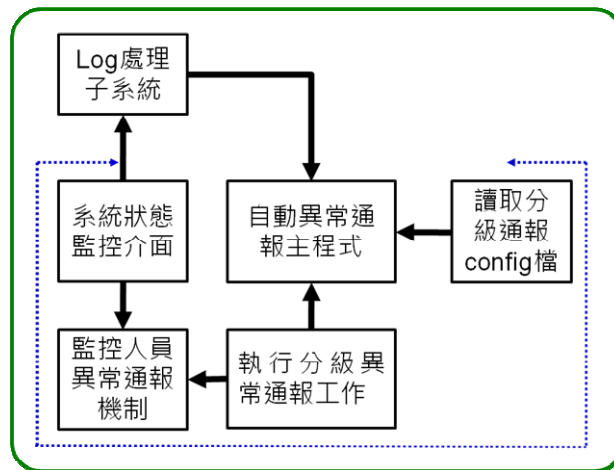 Log處理
子系統
系統狀態
監控介面
自動異常通
報主程式
讀取分
級通報
config檔
監控人員
異常通報
機制
執行分級異
常通報工作